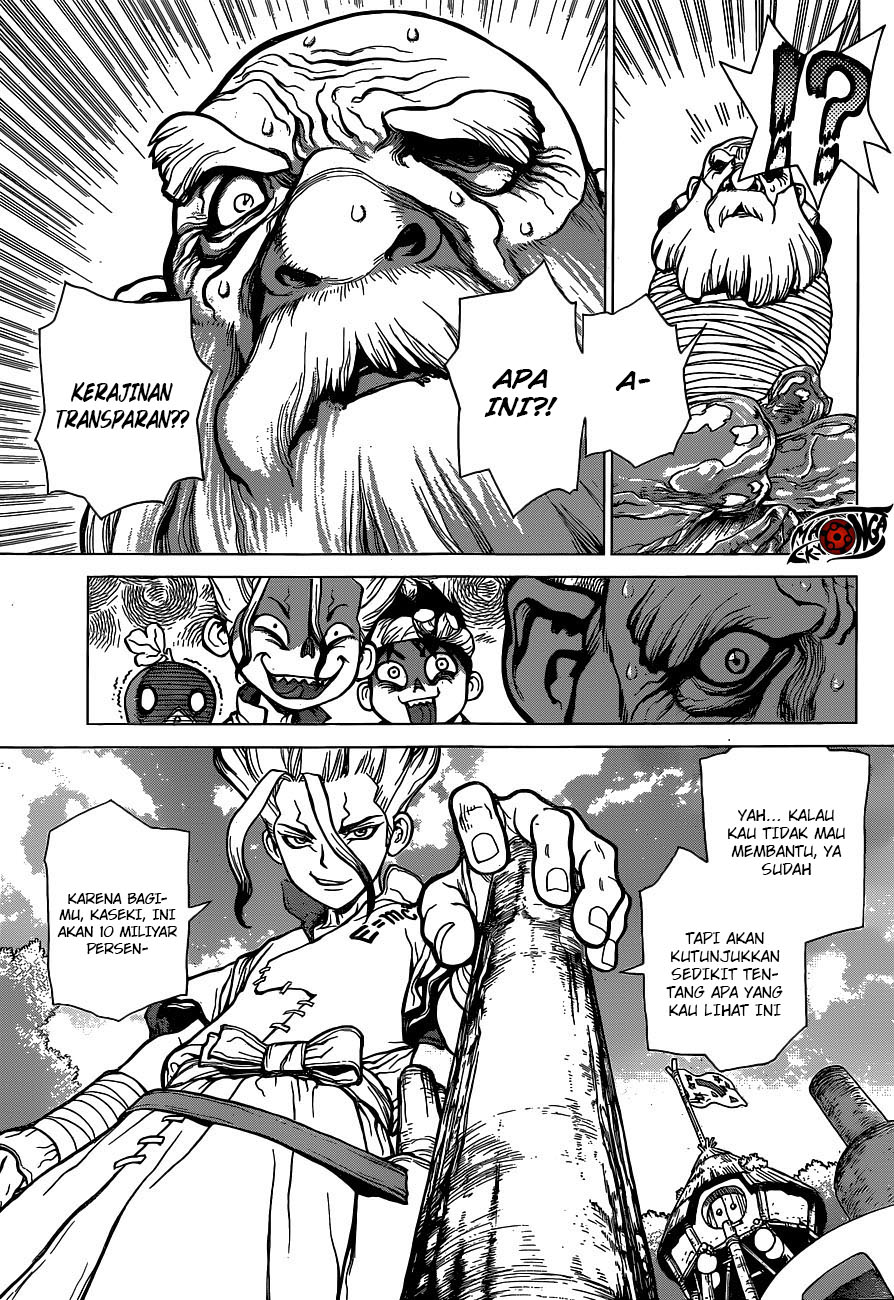 !?
A-
APA
INI?!
KERAJINAN
TRANSPARAN??
YAH... KALAU
KAU TIDAK MAU
MEMBANTU, YA
SUDAH
TAPI AKAN
KUTUNJUKKAN
SEDIKIT TEN-
TANG APA YANG
KAU LIHAT INI
KARENA BAGI-
MU, KASEKI, INI
AKAN 10 MILIYAR
PERSEN-
E=mc